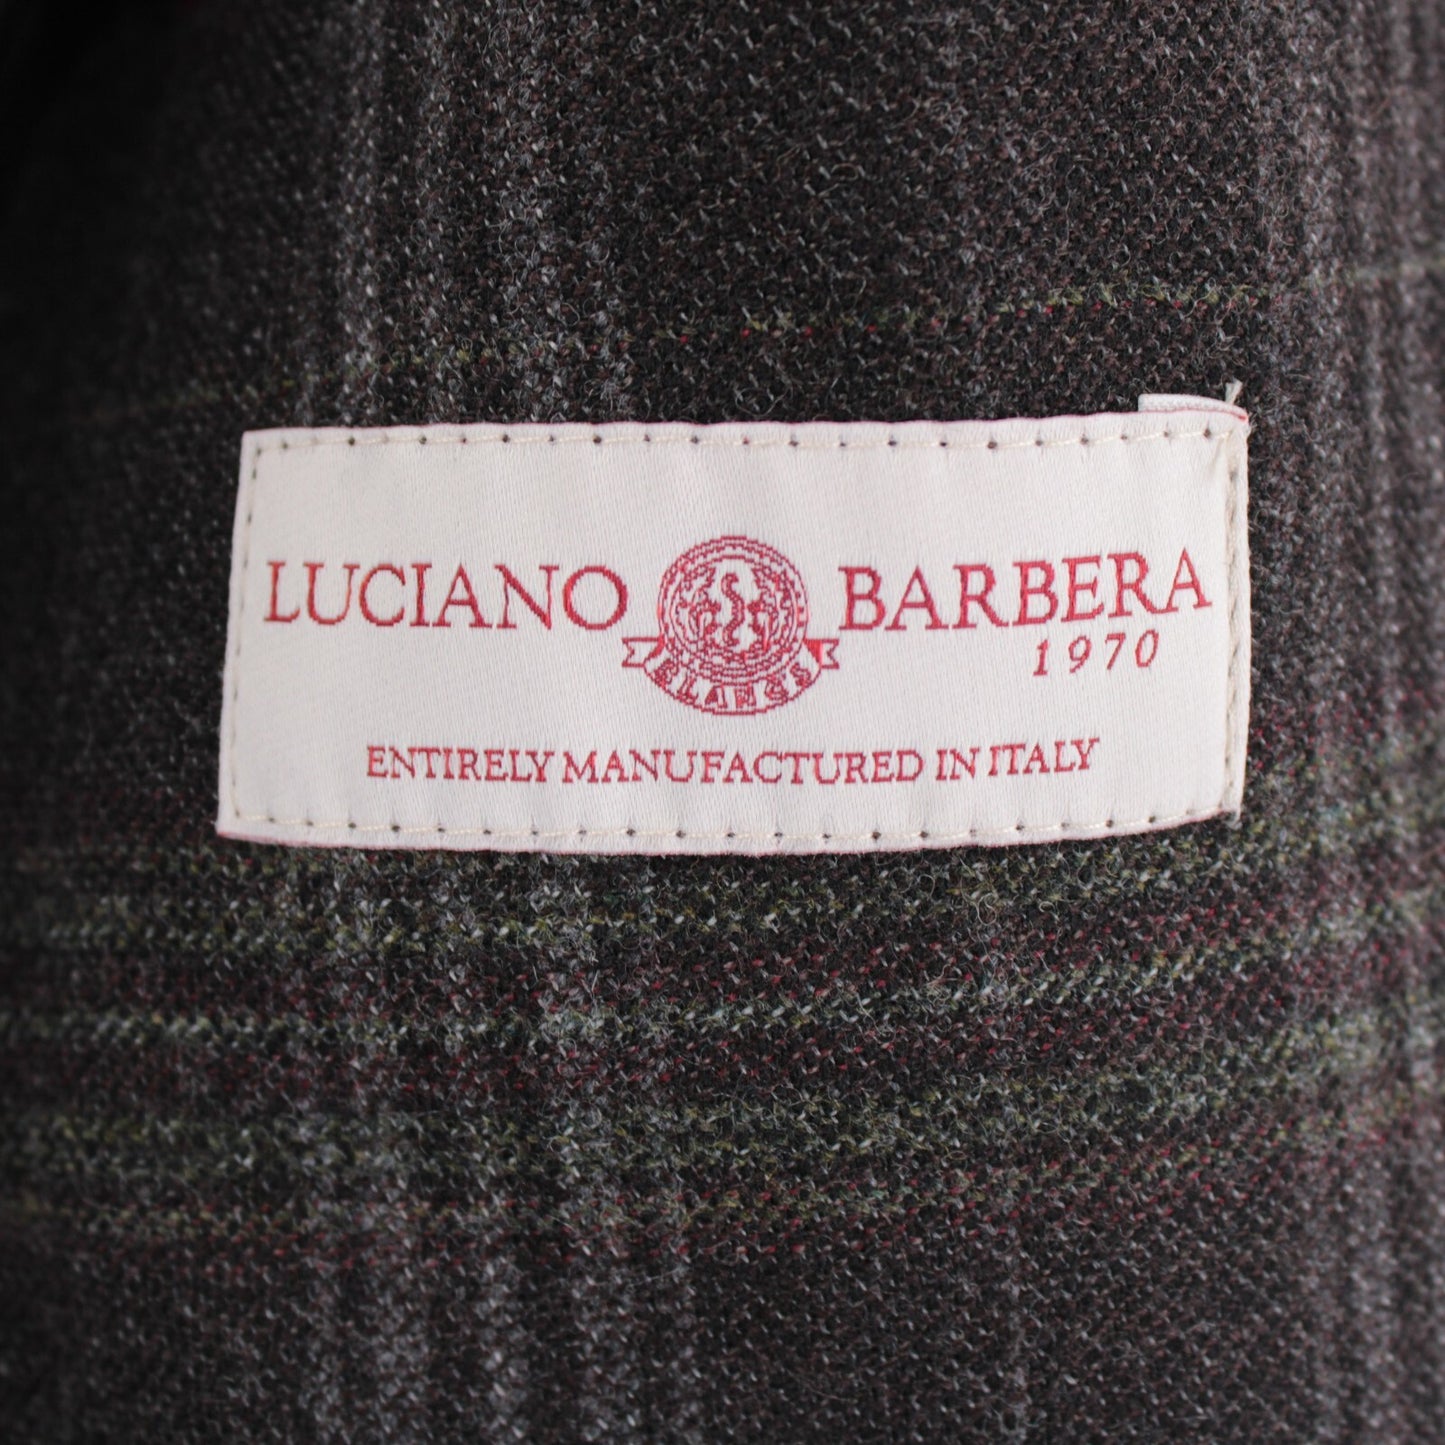 LUCIANO BARBERA
1970
ENTIRELY MANUFACTURED IN ITALY